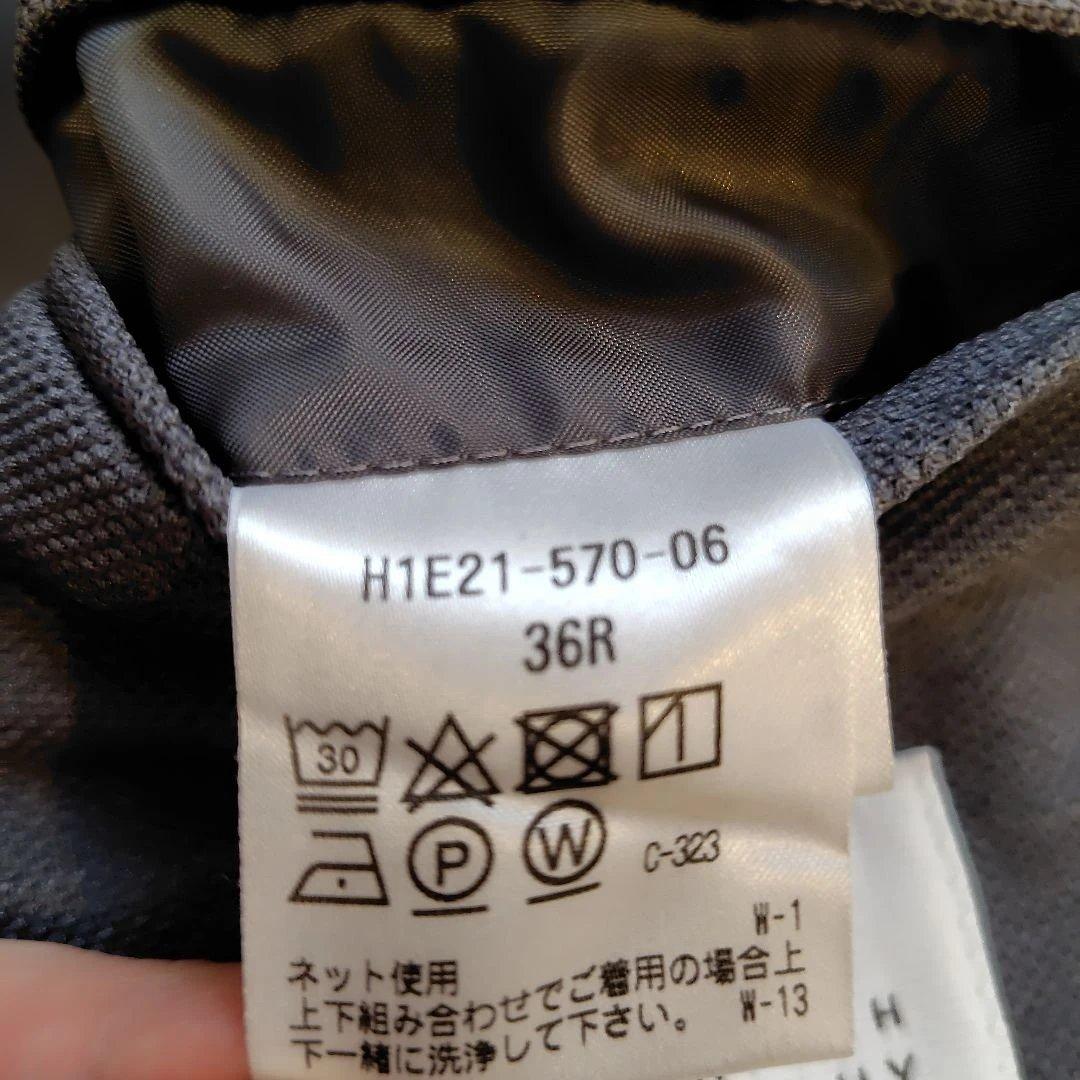 H1E21-570-06
36R
30
P W C-323
W-1
ネット使用
上下組み合わせでご着用の場合上
W-13
下一緒に洗浄して下さい。
H